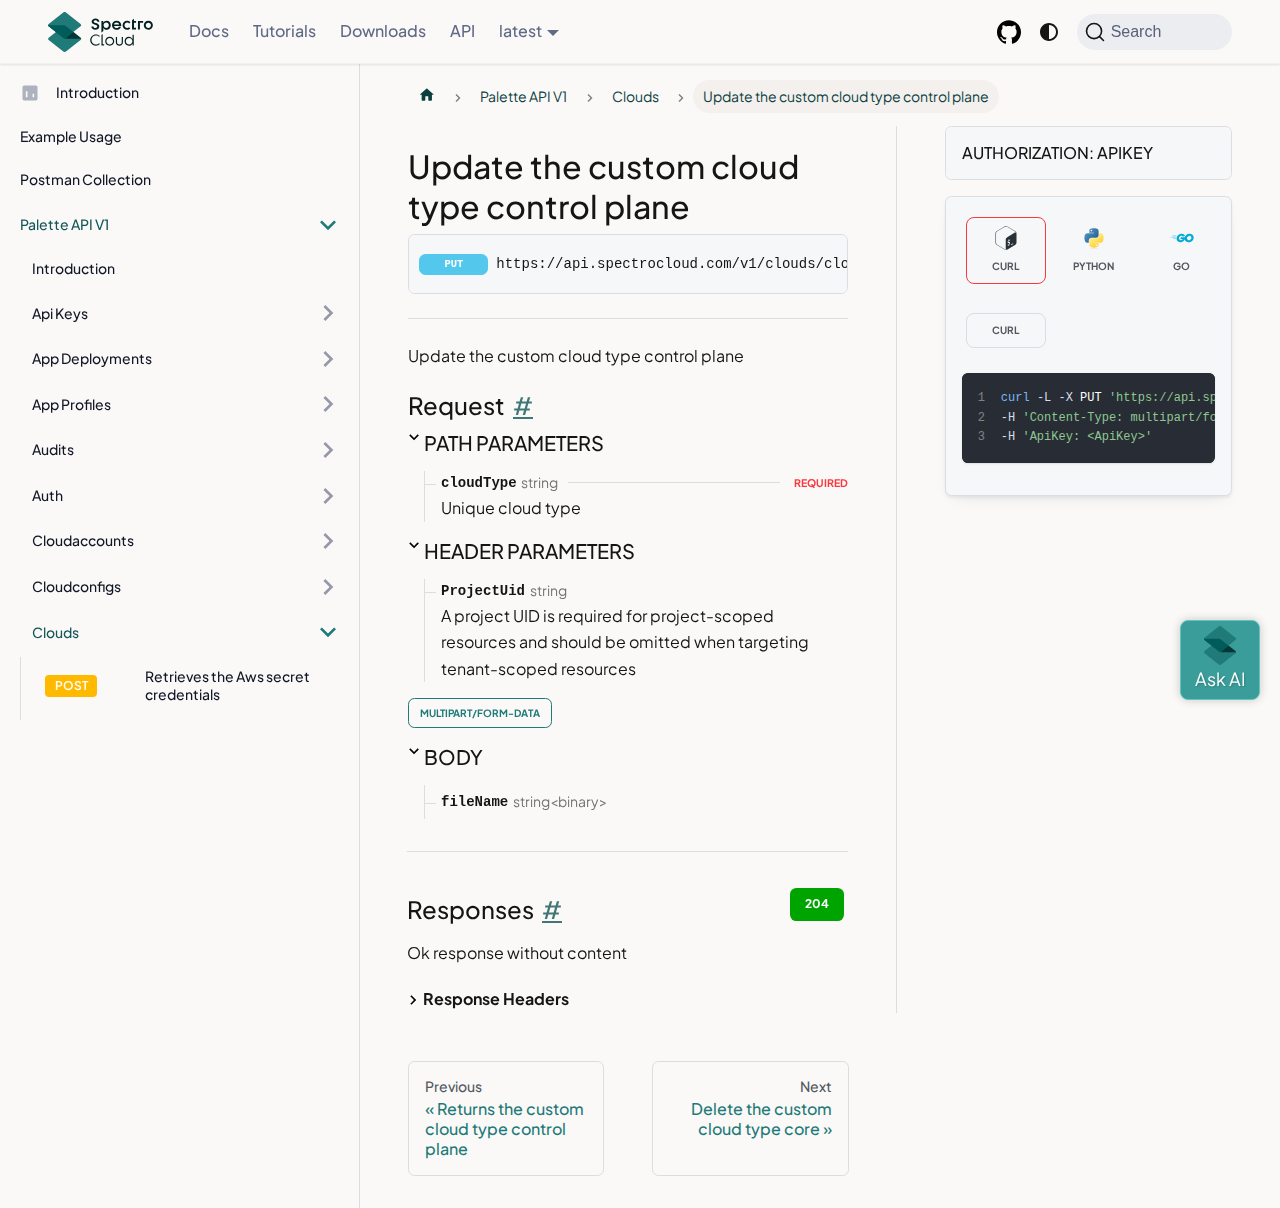 Spectro
Cloud
Docs
Tutorials
Downloads
API
latest
Search
Introduction
Example Usage
Postman Collection
Palette API V1
Introduction
Api Keys
App Deployments
App Profiles
Audits
Auth
Cloudaccounts
Cloudconfigs
Clouds
POST
Retrieves the Aws secret
credentials
Palette API V1
Clouds
Update the custom cloud type control plane
Update the custom cloud
type control plane
PUT
https://api.spectrocloud.com/v1/clouds/clo
Update the custom cloud type control plane
Request #
PATH PARAMETERS
cloudType string
REQUIRED
Unique cloud type
HEADER PARAMETERS
ProjectUid string
A project UID is required for project-scoped
resources and should be omitted when targeting
tenant-scoped resources
MULTIPART/FORM-DATA
BODY
fileName string<binary>
Responses #
204
Ok response without content
Response Headers
Previous
« Returns the custom
cloud type control
plane
Next
Delete the custom
cloud type core »
AUTHORIZATION: APIKEY
CURL
PYTHON
GO
GO
CURL
1 curl -L -X PUT 'https://api.sp
2 -H 'Content-Type: multipart/fo
3 -H 'ApiKey: <ApiKey>'
Ask AI